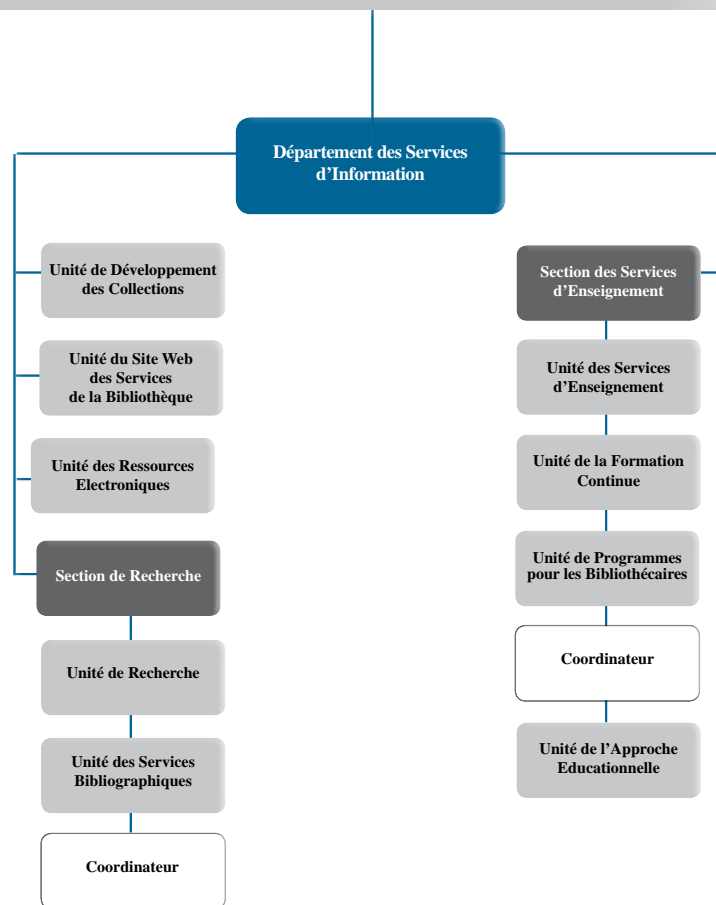 Département des Services
d’Information
Unité de Développement
des Collections
Unité du Site Web
des Services
de la Bibliothèque
Unité des Ressources
Electroniques
Section de Recherche
Unité de Recherche
Unité des Services
Bibliographiques
Coordinateur
Section des Services
d’Enseignement
Unité des Services
d’Enseignement
Unité de la Formation
Continue
Unité de Programmes
pour les Bibliothécaires
Coordinateur
Unité de l’Approche
Educationnelle